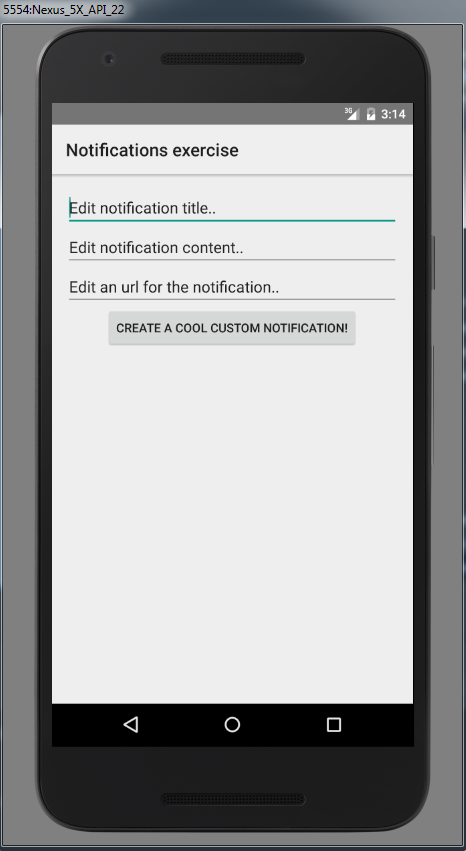 5554:Nexus_5X_API_22
3G 3:14
Notifications exercise
Edit notification title..
Edit notification content..
Edit an url for the notification..
CREATE A COOL CUSTOM NOTIFICATION!